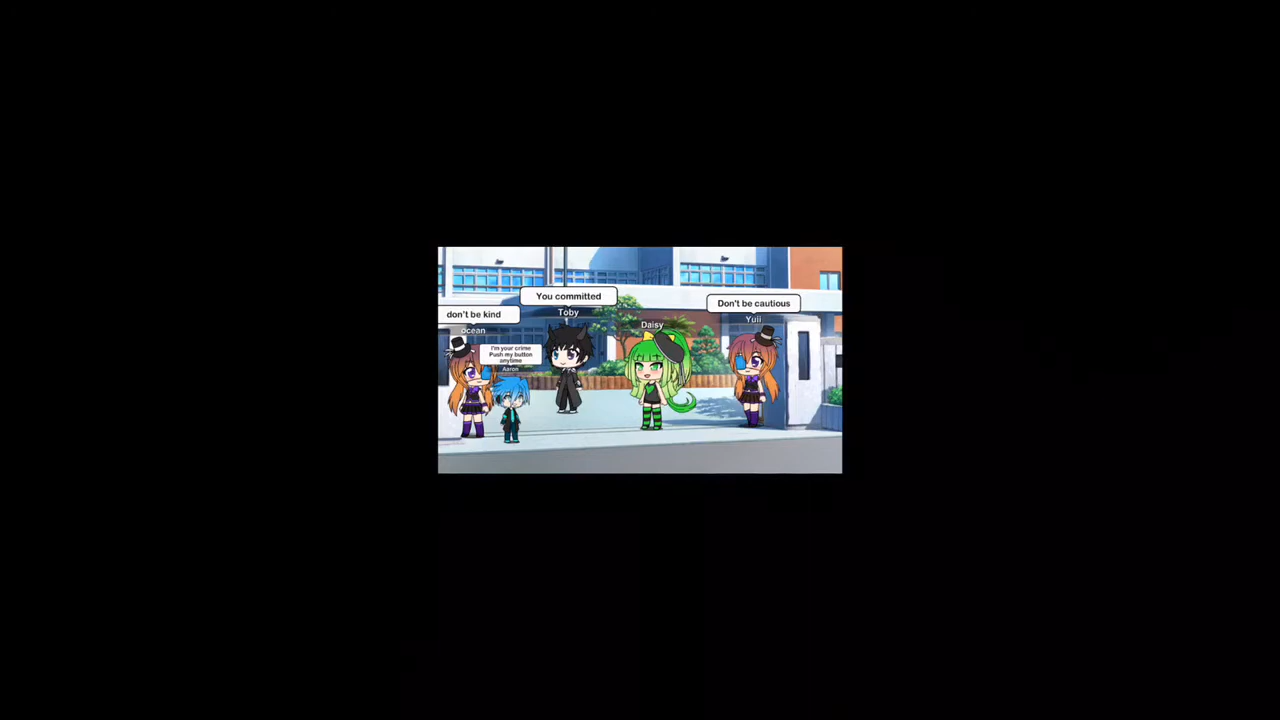 don't be kind
ocean
I'm your crime
Push my button
anytime
Aaron
You committed
Toby
Daisy
Don't be cautious
Yuii